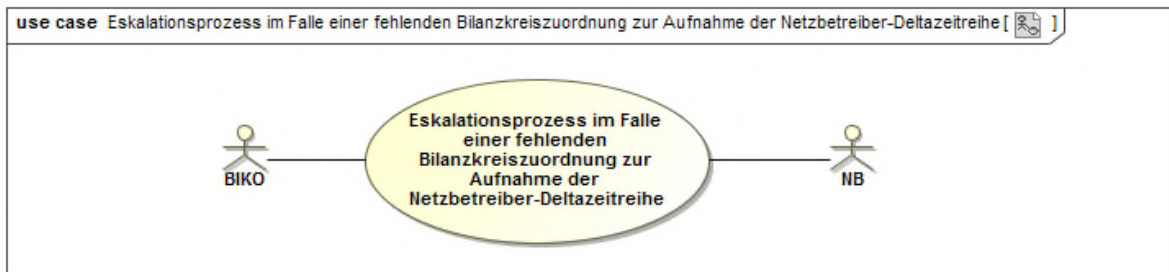 use case Eskalationsprozess im Falle einer fehlenden Bilanzkreiszuordnung zur Aufnahme der Netzbetreiber-Deltazeitreihe [ ]
Eskalationsprozess im Falle
einer fehlenden
Bilanzkreiszuordnung zur
Aufnahme der
Netzbetreiber-Deltazeitreihe
BIKO
NB